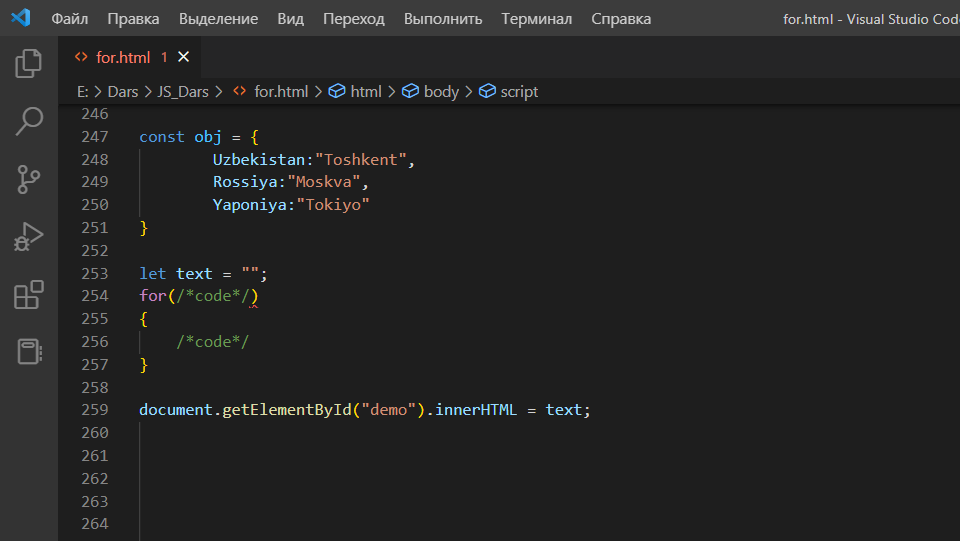 Файл Правка Выделение Вид Переход Выполнить Терминал Справка for.html - Visual Studio Cod
for.html 1
E: > Dars > JS_Dars > for.html > html > body > script
246
247 const obj = {
248 Uzbekistan:"Toshkent",
249 Rossiya:"Moskva",
250 Yaponiya:"Tokiyo"
251 }
252
253 let text = "";
254 for(/*code*/)
255 {
256 /*code*/
257 }
258
259 document.getElementById("demo").innerHTML = text;
260
261
262
263
264